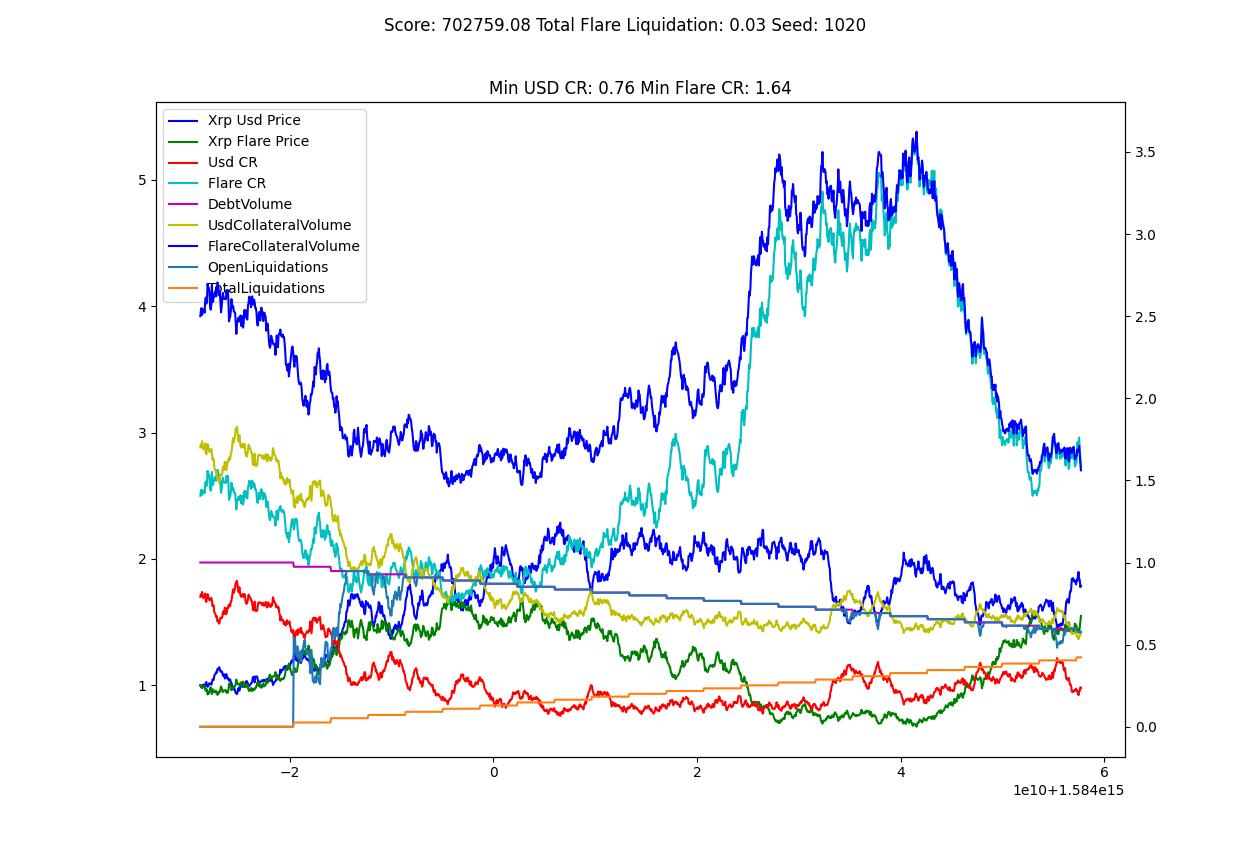 Score: 702759.08 Total Flare Liquidation: 0.03 Seed: 1020
Min USD CR: 0.76 Min Flare CR: 1.64
Xrp Usd Price
Xrp Flare Price
Usd CR
Flare CR
DebtVolume
UsdCollateralVolume
FlareCollateralVolume
OpenLiquidations
TotalLiquidations
5
4
3
2
1
3.5
3.0
2.5
2.0
1.5
1.0
0.5
0.0
−2 0 2 4 6
1e10+1.584e15